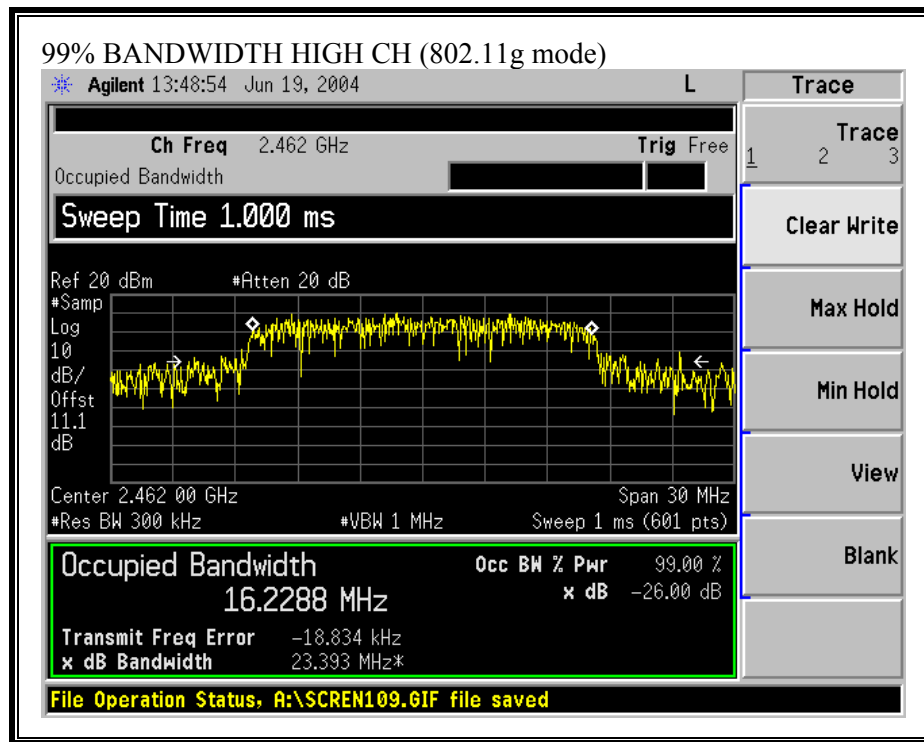 99% BANDWIDTH HIGH CH (802.11g mode)
Agilent 13:48:54 Jun 19, 2004 L Trace
Ch Freq 2.462 GHz Trig Free
Occupied Bandwidth
Trace
1 2 3
Sweep Time 1.000 ms
Clear Write
Ref 20 dBm #Atten 20 dB
#Samp
Log
10
dB/
Offst
11.1
dB
Max Hold
Min Hold
View
Center 2.462 00 GHz Span 30 MHz
#Res BW 300 kHz #VBW 1 MHz Sweep 1 ms (601 pts)
Blank
Occupied Bandwidth Occ BW % Pwr 99.00 %
16.2288 MHz x dB -26.00 dB
Transmit Freq Error -18.834 kHz
x dB Bandwidth 23.393 MHz*
File Operation Status, A:\SCREN109.GIF file saved